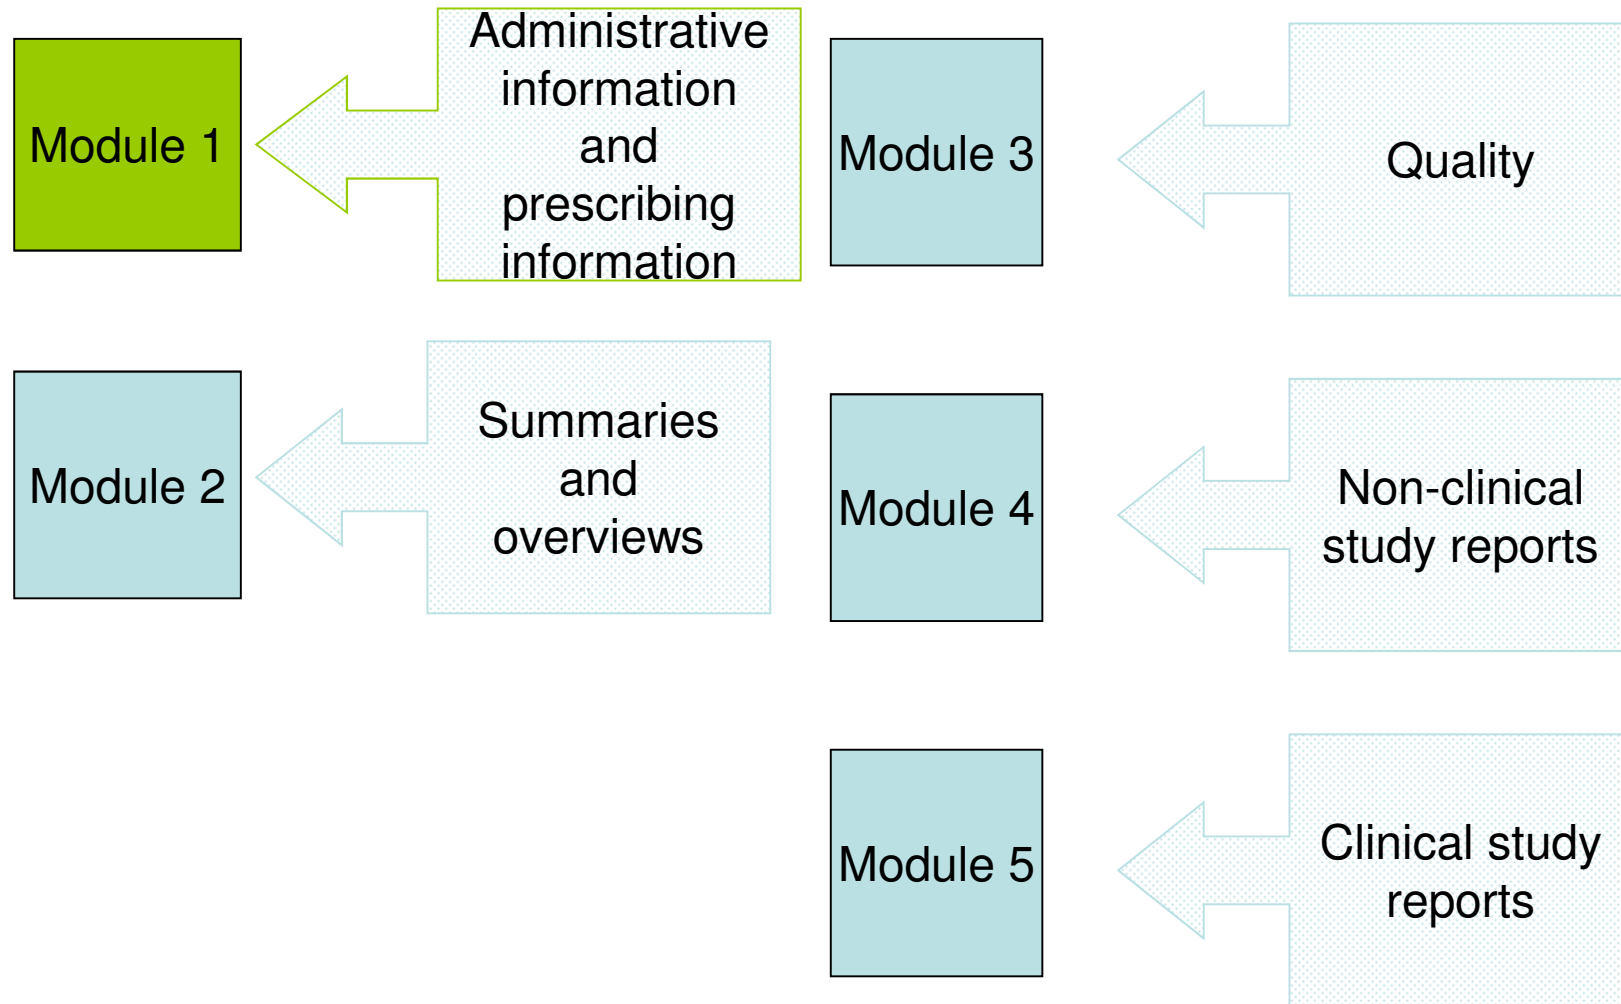 Module 1
Administrative
information
and
prescribing
information
Module 2
Summaries
and
overviews
Module 3
Quality
Module 4
Non-clinical
study reports
Module 5
Clinical study
reports